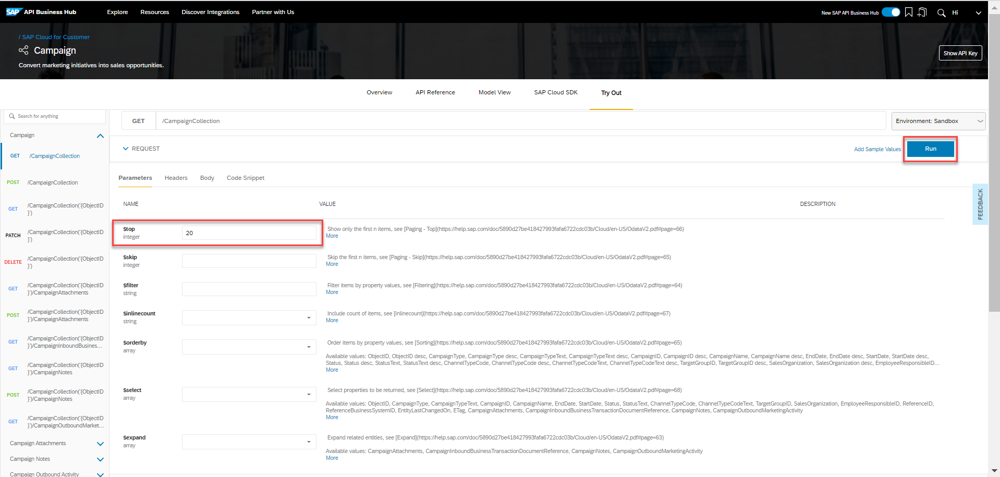 SAP API Business Hub
Explore
Resources
Discover Integrations
Partner with Us
New SAP API Business Hub
Hi
/ SAP Cloud for Customer
Campaign
Convert marketing initiatives into sales opportunities.
Show API Key
Overview
API Reference
Model View
SAP Cloud SDK
Try Out
Search for anything
Campaign
GET /CampaignCollection
POST /CampaignCollection
GET /CampaignCollection('{ObjectID
}')
PATCH /CampaignCollection('{ObjectID
}')
DELETE /CampaignCollection('{ObjectID
}')
GET /CampaignCollection('{ObjectID
}')/CampaignAttachments
POST /CampaignCollection('{ObjectID
}')/CampaignAttachments
GET /CampaignCollection('{ObjectID
}')/CampaignInboundBusines...
GET /CampaignCollection('{ObjectID
}')/CampaignNotes
POST /CampaignCollection('{ObjectID
}')/CampaignNotes
GET /CampaignCollection('{ObjectID
}')/CampaignOutboundMarket...
Campaign Attachments
Campaign Notes
Campaign Outbound Activity
GET /CampaignCollection
Environment: Sandbox
REQUEST
Add Sample Values
Run
Parameters
Headers
Body
Code Snippet
NAME
VALUE
DESCRIPTION
$top
integer
20
Show only the first n items, see [Paging - Top](https://help.sap.com/doc/5890d27be418427993fafa6722cdc03b/Cloud/en-US/OdataV2.pdf#page=66)
More
$skip
integer
Skip the first n items, see [Paging - Skip](https://help.sap.com/doc/5890d27be418427993fafa6722cdc03b/Cloud/en-US/OdataV2.pdf#page=65)
More
$filter
string
Filter items by property values, see [Filtering](https://help.sap.com/doc/5890d27be418427993fafa6722cdc03b/Cloud/en-US/OdataV2.pdf#page=64)
More
$inlinecount
string
Include count of items, see [Inlinecount](https://help.sap.com/doc/5890d27be418427993fafa6722cdc03b/Cloud/en-US/OdataV2.pdf#page=67)
More
$orderby
array
Order items by property values, see [Sorting](https://help.sap.com/doc/5890d27be418427993fafa6722cdc03b/Cloud/en-US/OdataV2.pdf#page=65)
Available values: ObjectID, ObjectID desc, CampaignType, CampaignType desc, CampaignTypeText, CampaignTypeText desc, CampaignID, CampaignID desc, CampaignName, CampaignName desc, EndDate, EndDate desc, StartDate, StartDate desc,
Status, Status desc, StatusText, StatusText desc, ChannelTypeCode, ChannelTypeCode desc, ChannelTypeCodeText, ChannelTypeCodeText desc, TargetGroupID, TargetGroupID desc, SalesOrganization, SalesOrganization desc, EmployeeResponsibleID...
More
$select
array
Select properties to be returned, see [Select](https://help.sap.com/doc/5890d27be418427993fafa6722cdc03b/Cloud/en-US/OdataV2.pdf#page=68)
Available values: ObjectID, CampaignType, CampaignTypeText, CampaignID, CampaignName, EndDate, StartDate, Status, StatusText, ChannelTypeCode, ChannelTypeCodeText, TargetGroupID, SalesOrganization, EmployeeResponsibleID, ReferenceID,
ReferenceBusinessSystemID, EntityLastChangedOn, ETag, CampaignAttachments, CampaignInboundBusinessTransactionDocumentReference, CampaignNotes, CampaignOutboundMarketingActivity
More
$expand
array
Expand related entities, see [Expand](https://help.sap.com/doc/5890d27be418427993fafa6722cdc03b/Cloud/en-US/OdataV2.pdf#page=63)
Available values: CampaignAttachments, CampaignInboundBusinessTransactionDocumentReference, CampaignNotes, CampaignOutboundMarketingActivity
More
FEEDBACK